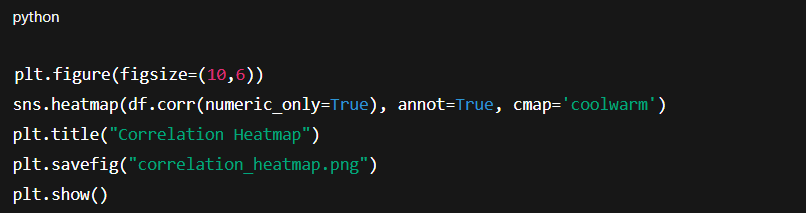 python
plt.figure(figsize=(10,6))
sns.heatmap(df.corr(numeric_only=True), annot=True, cmap='coolwarm')
plt.title("Correlation Heatmap")
plt.savefig("correlation_heatmap.png")
plt.show()